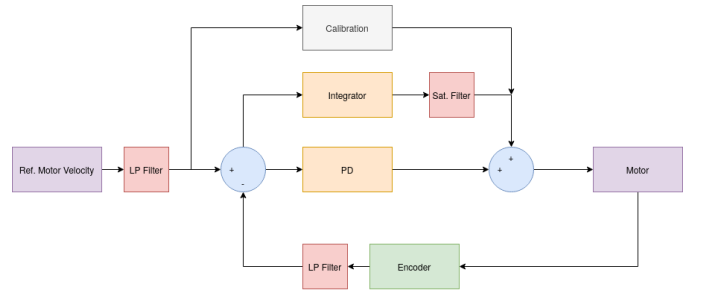 Calibration
Integrator
Sat. Filter
Ref. Motor Velocity
LP Filter
+
-
PD
+
+
Motor
LP Filter
Encoder